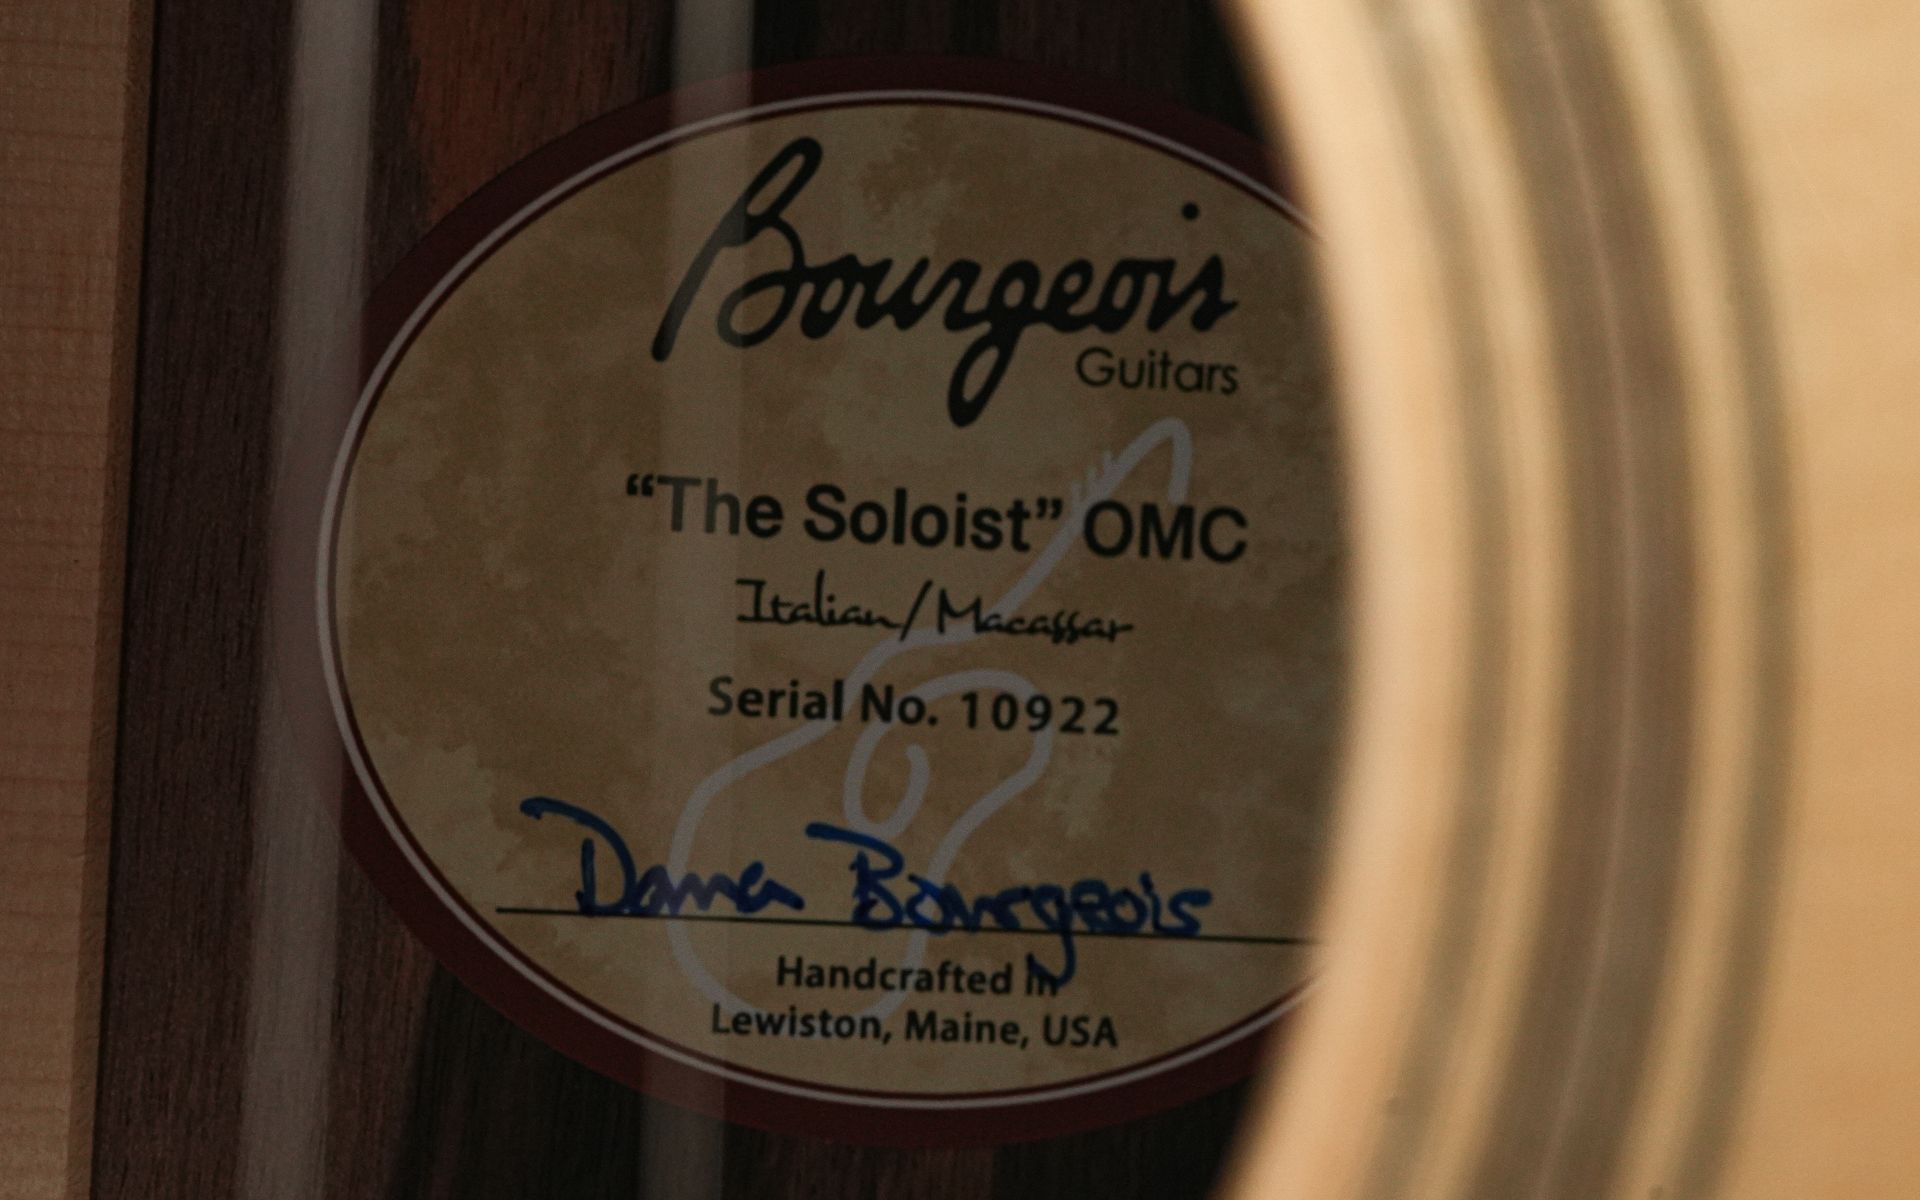 Bourgeois
Guitars
“The Soloist” OMC
Italian/Macassar
Serial No. 10922
Dana Bourgeois
Handcrafted in
Lewiston, Maine, USA